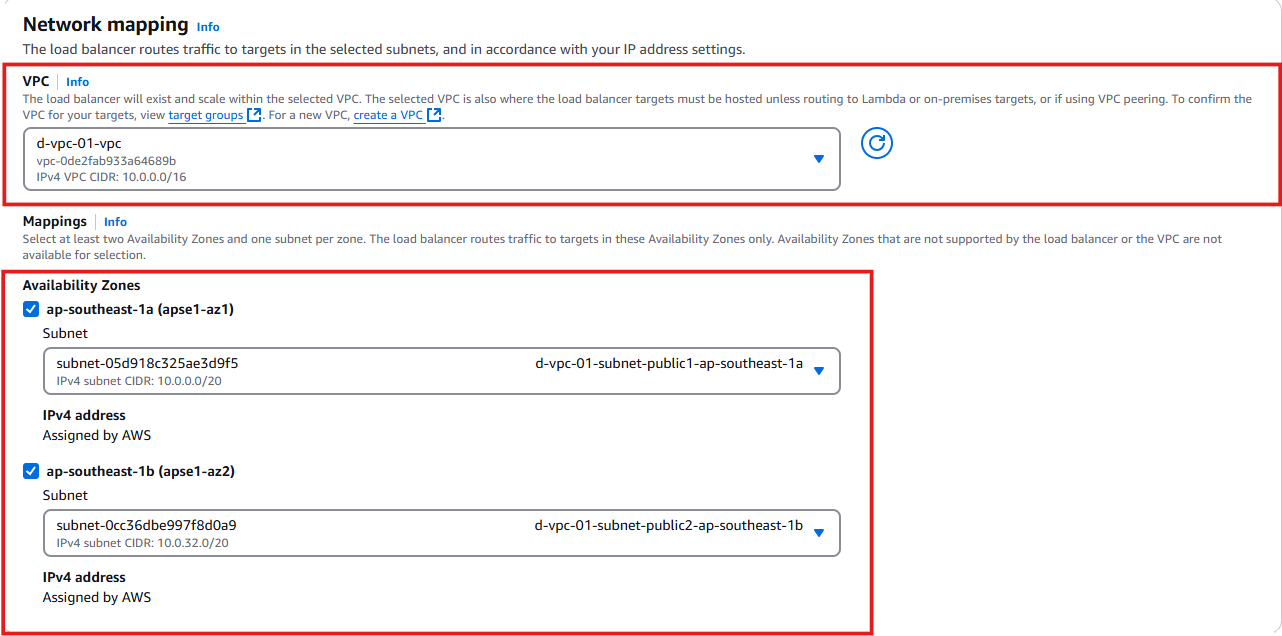 Network mapping Info
The load balancer routes traffic to targets in the selected subnets, and in accordance with your IP address settings.
VPC Info
The load balancer will exist and scale within the selected VPC. The selected VPC is also where the load balancer targets must be hosted unless routing to Lambda or on-premises targets, or if using VPC peering. To confirm the
VPC for your targets, view target groups. For a new VPC, create a VPC.
d-vpc-01-vpc
vpc-0de2fab933a64689b
IPv4 VPC CIDR: 10.0.0.0/16
Mappings Info
Select at least two Availability Zones and one subnet per zone. The load balancer routes traffic to targets in these Availability Zones only. Availability Zones that are not supported by the load balancer or the VPC are not
available for selection.
Availability Zones
ap-southeast-1a (apse1-az1)
Subnet
subnet-05d918c325ae3d9f5 d-vpc-01-subnet-public1-ap-southeast-1a
IPv4 subnet CIDR: 10.0.0.0/20
IPv4 address
Assigned by AWS
ap-southeast-1b (apse1-az2)
Subnet
subnet-0cc36dbe997f8d0a9 d-vpc-01-subnet-public2-ap-southeast-1b
IPv4 subnet CIDR: 10.0.32.0/20
IPv4 address
Assigned by AWS